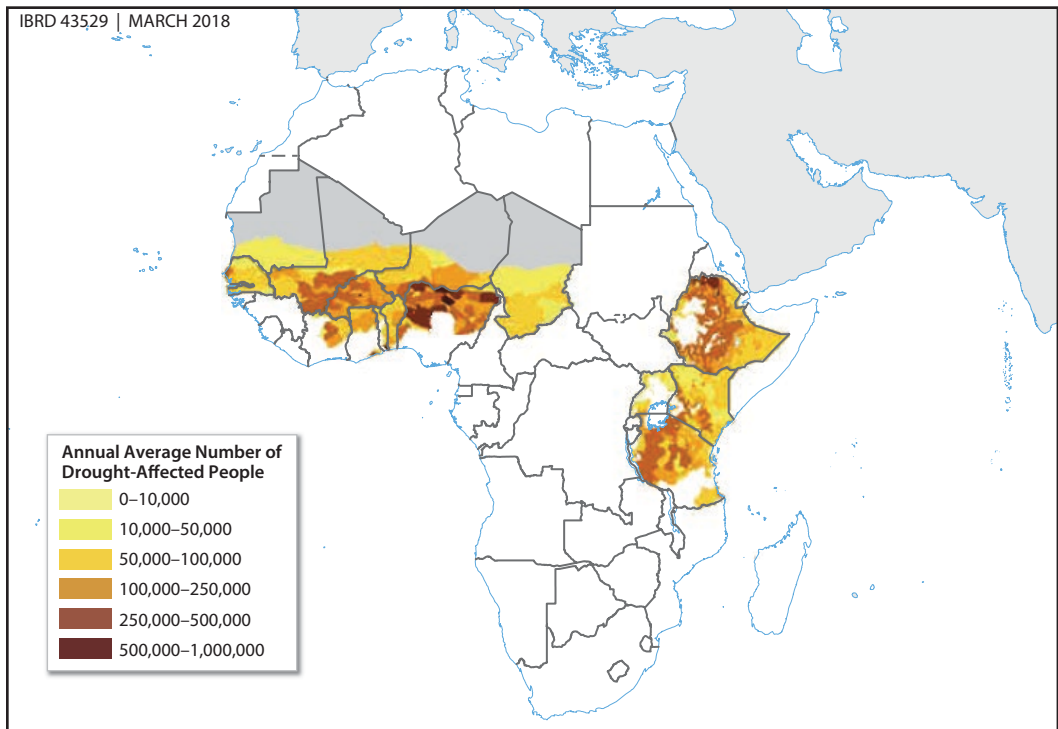 IBRD 43529 | MARCH 2018
Annual Average Number of
Drought-Affected People
0–10,000
10,000–50,000
50,000–100,000
100,000–250,000
250,000–500,000
500,000–1,000,000